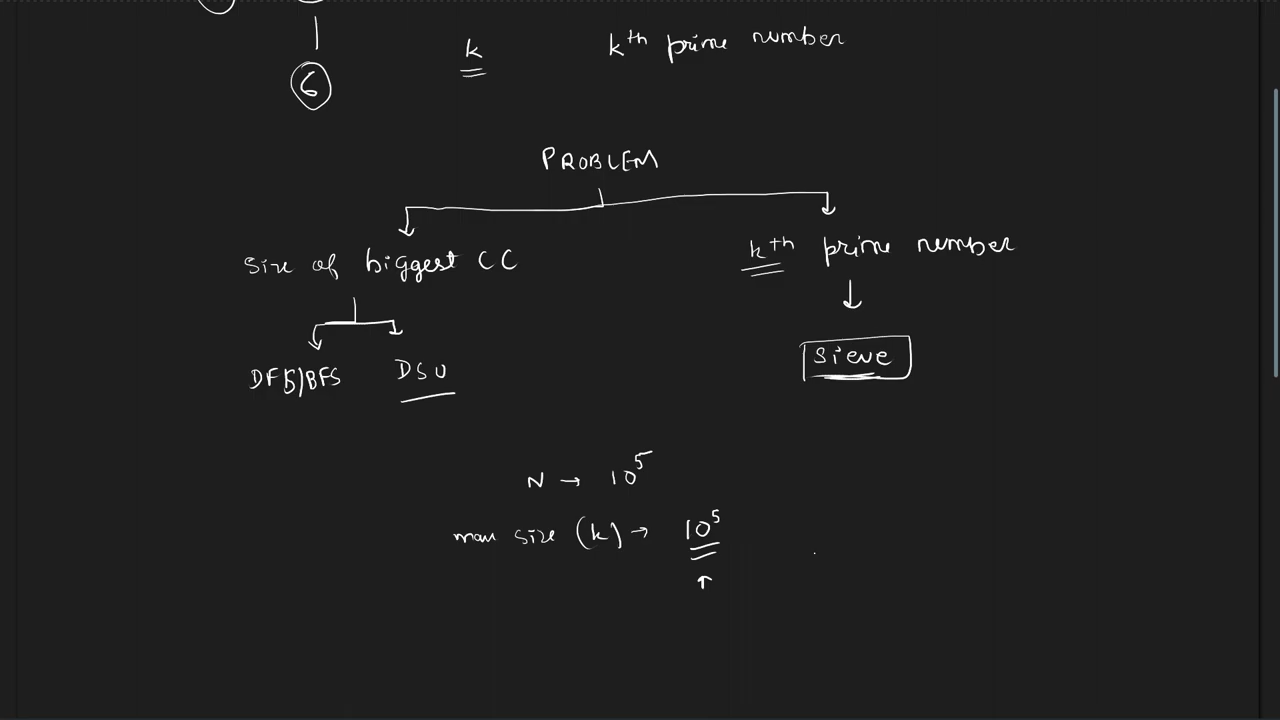 k kth prime number
6
PROBLEM
size of biggest CC
kth prime number
DFS/BFS DSU
sieve
N → 10^5
max size (k) → 10^5